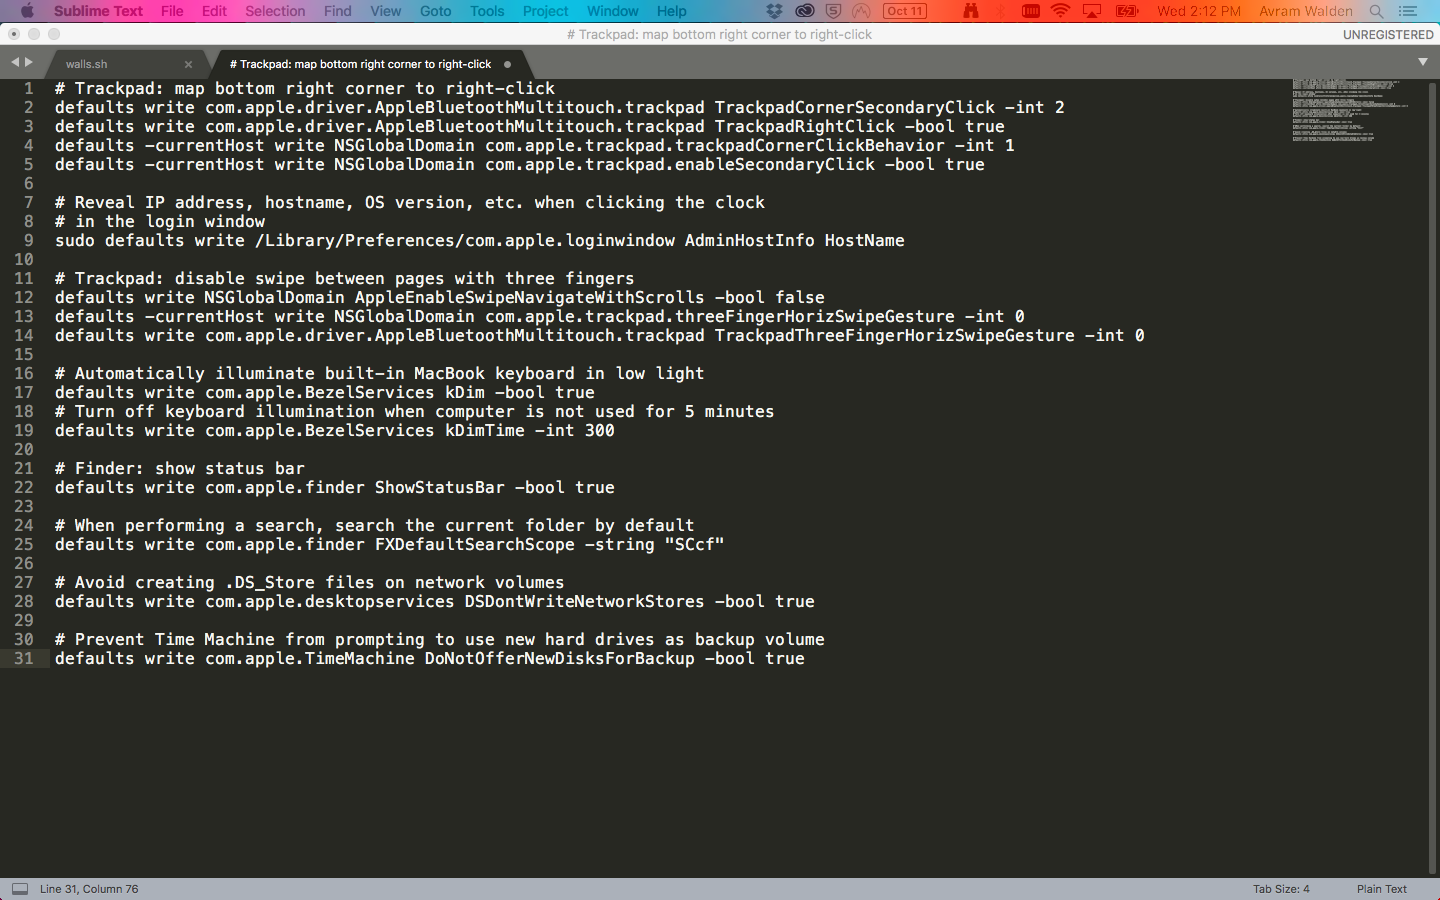 Sublime Text File Edit Selection Find View Goto Tools Project Window Help Oct 11 Wed 2:12 PM Avram Walden
# Trackpad: map bottom right corner to right-click UNREGISTERED
walls.sh # Trackpad: map bottom right corner to right-click
1 # Trackpad: map bottom right corner to right-click
2 defaults write com.apple.driver.AppleBluetoothMultitouch.trackpad TrackpadCornerSecondaryClick -int 2
3 defaults write com.apple.driver.AppleBluetoothMultitouch.trackpad TrackpadRightClick -bool true
4 defaults -currentHost write NSGlobalDomain com.apple.trackpad.trackpadCornerClickBehavior -int 1
5 defaults -currentHost write NSGlobalDomain com.apple.trackpad.enableSecondaryClick -bool true
6
7 # Reveal IP address, hostname, OS version, etc. when clicking the clock
8 # in the login window
9 sudo defaults write /Library/Preferences/com.apple.loginwindow AdminHostInfo HostName
10
11 # Trackpad: disable swipe between pages with three fingers
12 defaults write NSGlobalDomain AppleEnableSwipeNavigateWithScrolls -bool false
13 defaults -currentHost write NSGlobalDomain com.apple.trackpad.threeFingerHorizSwipeGesture -int 0
14 defaults write com.apple.driver.AppleBluetoothMultitouch.trackpad TrackpadThreeFingerHorizSwipeGesture -int 0
15
16 # Automatically illuminate built-in MacBook keyboard in low light
17 defaults write com.apple.BezelServices kDim -bool true
18 # Turn off keyboard illumination when computer is not used for 5 minutes
19 defaults write com.apple.BezelServices kDimTime -int 300
20
21 # Finder: show status bar
22 defaults write com.apple.finder ShowStatusBar -bool true
23
24 # When performing a search, search the current folder by default
25 defaults write com.apple.finder FXDefaultSearchScope -string "SCcf"
26
27 # Avoid creating .DS_Store files on network volumes
28 defaults write com.apple.desktopservices DSDontWriteNetworkStores -bool true
29
30 # Prevent Time Machine from prompting to use new hard drives as backup volume
31 defaults write com.apple.TimeMachine DoNotOfferNewDisksForBackup -bool true
Line 31, Column 76 Tab Size: 4 Plain Text